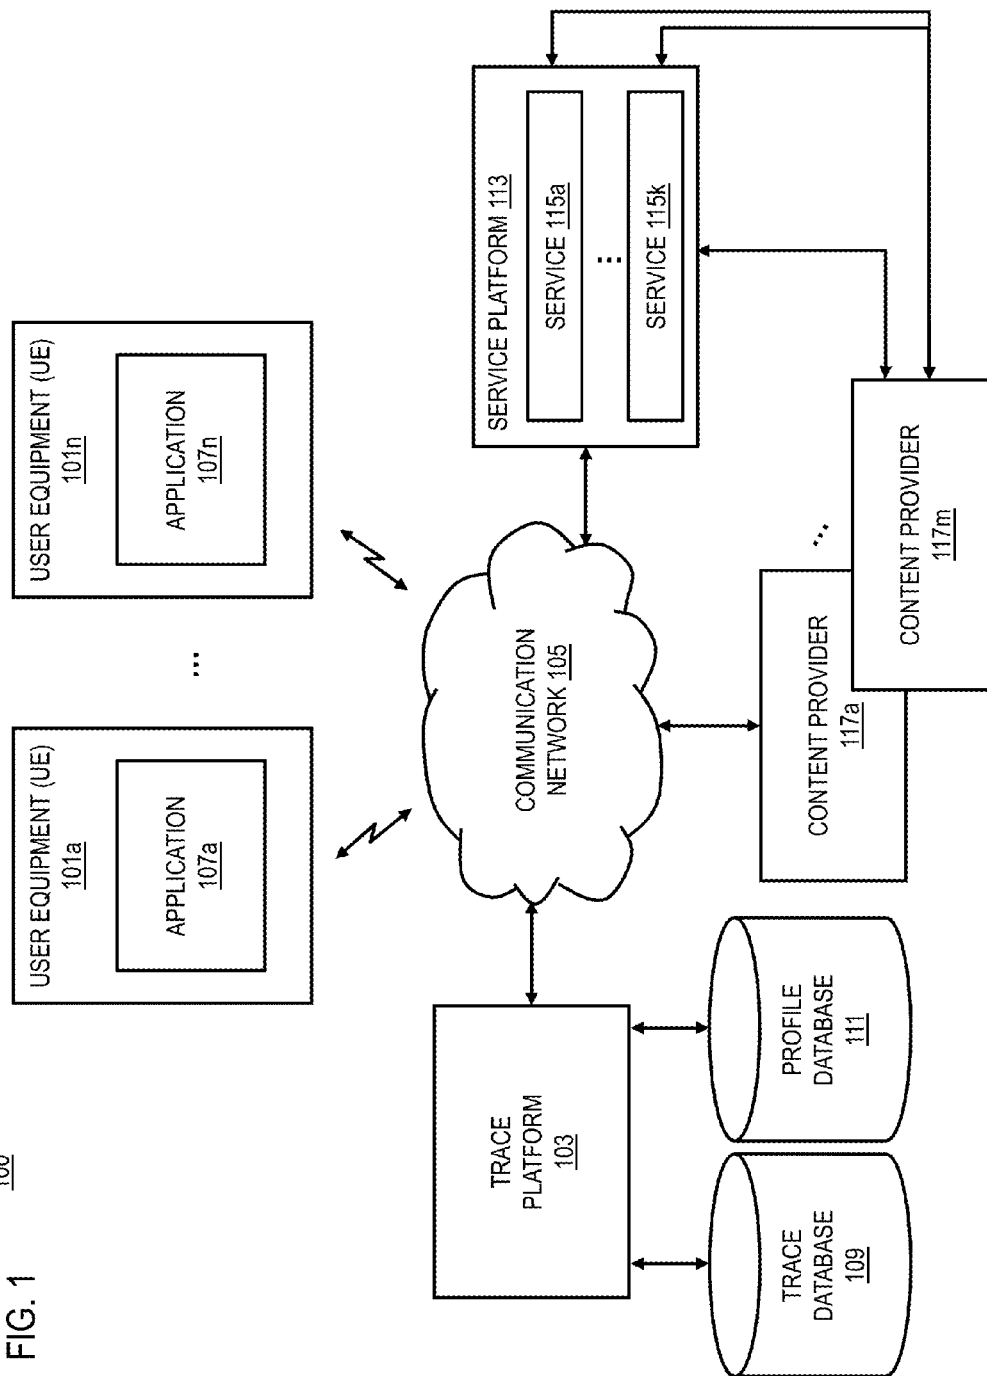 FIG. 1
100
USER EQUIPMENT (UE)
101a
APPLICATION
107a
...
USER EQUIPMENT (UE)
101n
APPLICATION
107n
COMMUNICATION
NETWORK 105
TRACE
PLATFORM
103
TRACE
DATABASE
109
PROFILE
DATABASE
111
SERVICE PLATFORM 113
SERVICE 115a
...
SERVICE 115k
CONTENT PROVIDER
117a
...
CONTENT PROVIDER
117m